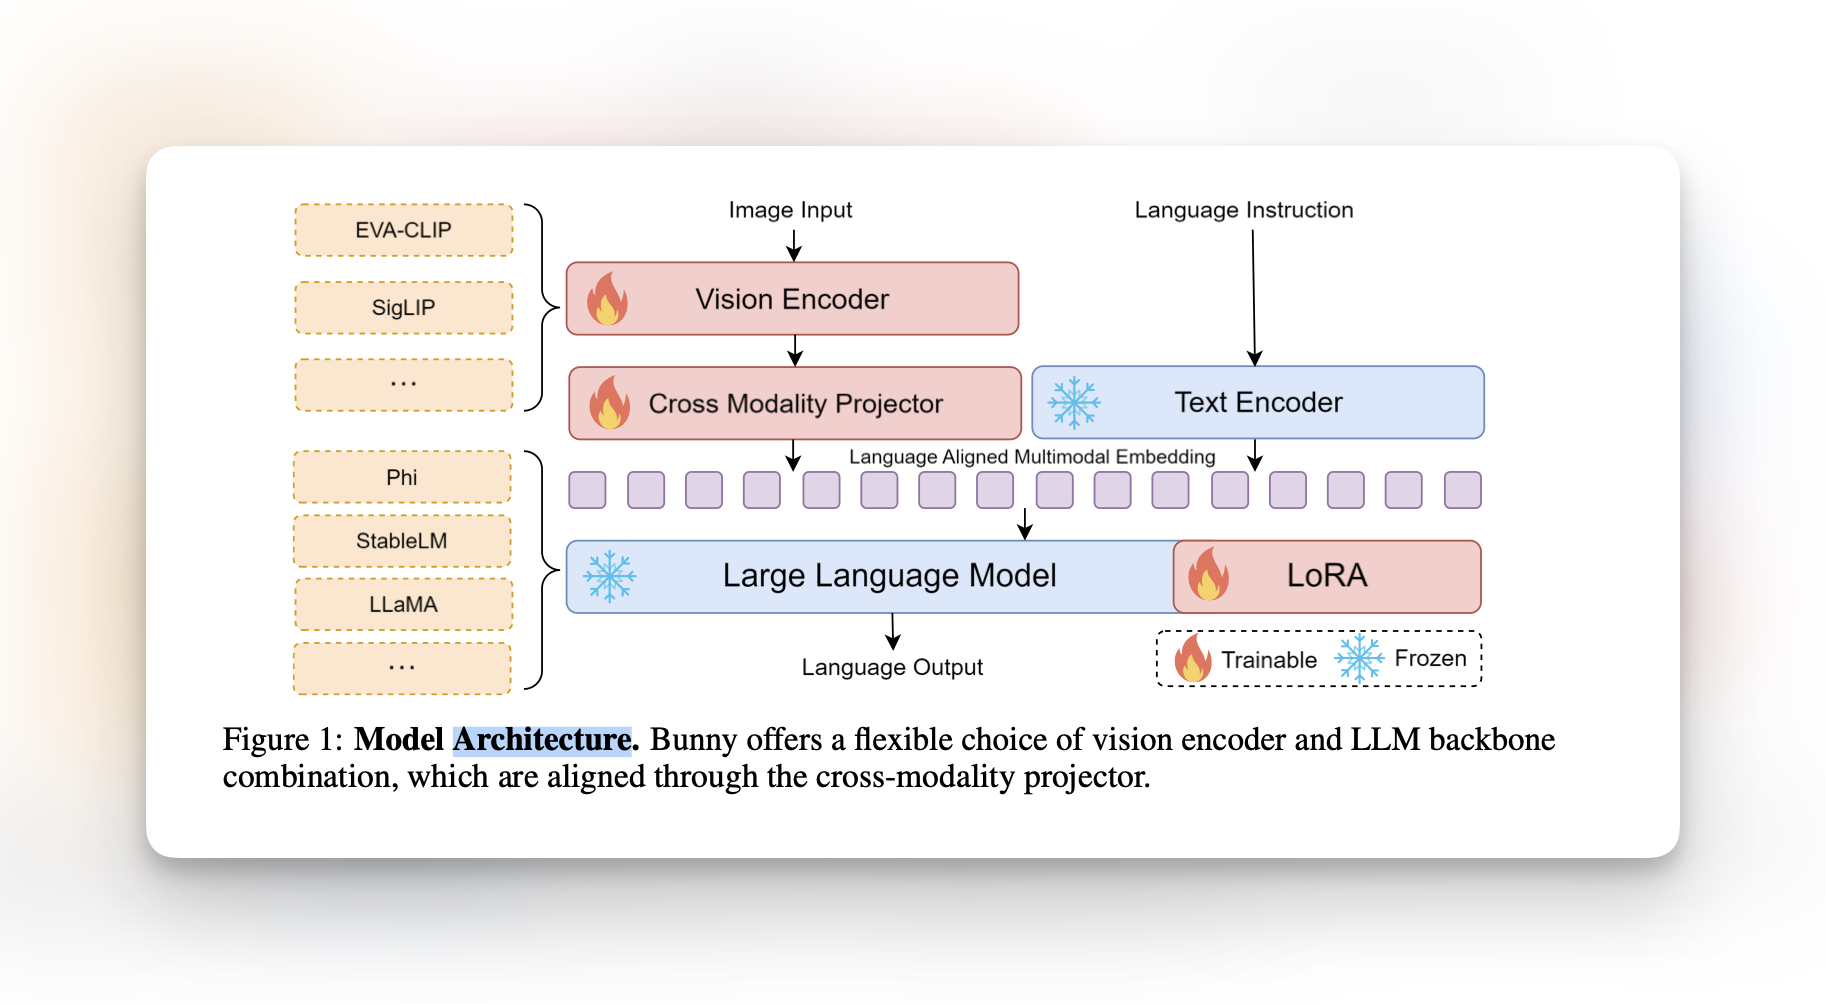 EVA-CLIP
SigLIP
...
Phi
StableLM
LLaMA
...
Image Input
Language Instruction
Vision Encoder
Cross Modality Projector
Text Encoder
Language Aligned Multimodal Embedding
Large Language Model
LoRA
Language Output
Trainable
Frozen
Figure 1: Model Architecture. Bunny offers a flexible choice of vision encoder and LLM backbone
combination, which are aligned through the cross-modality projector.